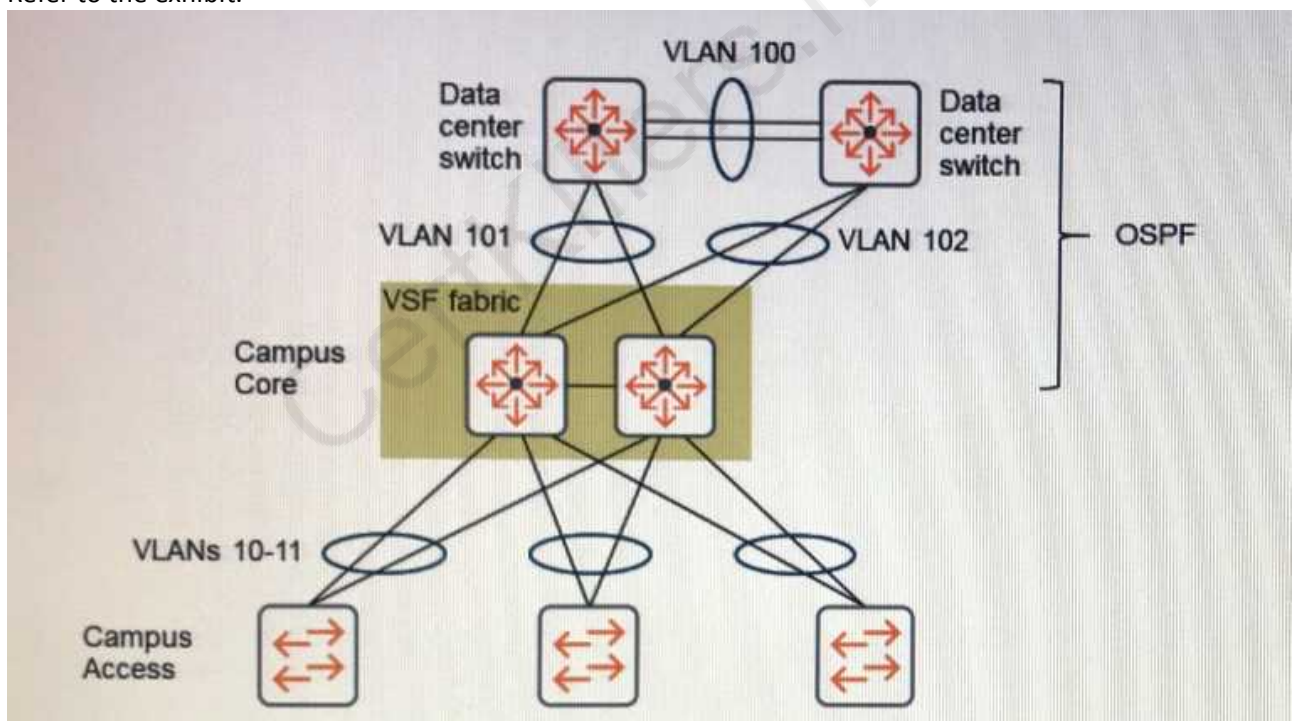 Refer to the exhibit.
VLAN 100
Data
center
switch
Data
center
switch
VLAN 101
VLAN 102
OSPF
VSF fabric
Campus
Core
VLANs 10-11
Campus
Access